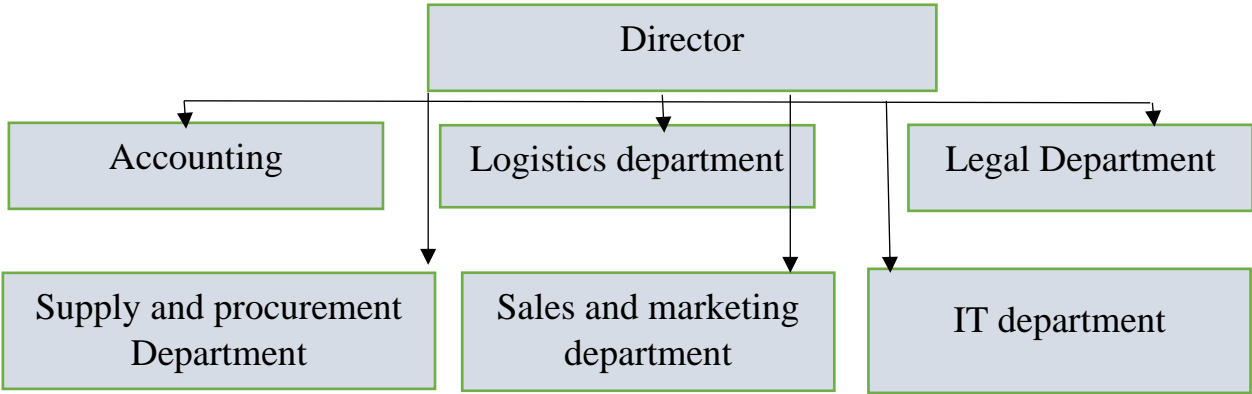 Director
Accounting
Logistics department
Legal Department
Supply and procurement
Department
Sales and marketing
department
IT department